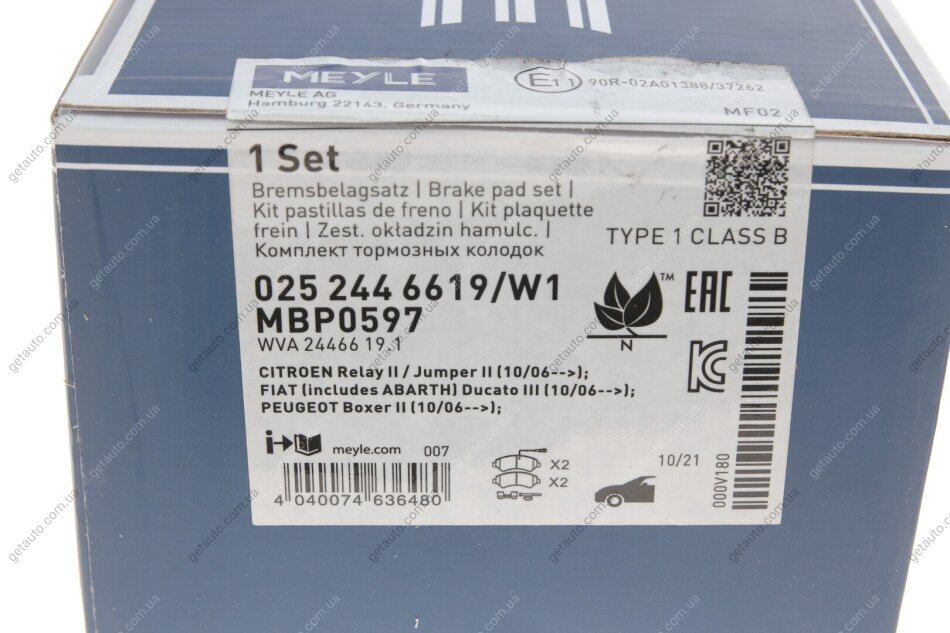 MEYLE
MEYLE AG
Hamburg 22143, Germany
E11 90R-02A01388/37262
MF02
1 Set
Bremsbelagsatz | Brake pad set |
Kit pastillas de freno | Kit plaquette
frein | Zest. okładzin hamulc. |
Комплект тормозных колодок
TYPE 1 CLASS B
025 244 6619/W1
MBP0597
WVA 24466 19.1
TM
N
EAC
KC
CITROEN Relay II / Jumper II (10/06-->);
FIAT (includes ABARTH) Ducato III (10/06-->);
PEUGEOT Boxer II (10/06-->);
i
meyle.com 007
4 040074 636480
X2
X2
10/21
000V180
getauto.com.ua